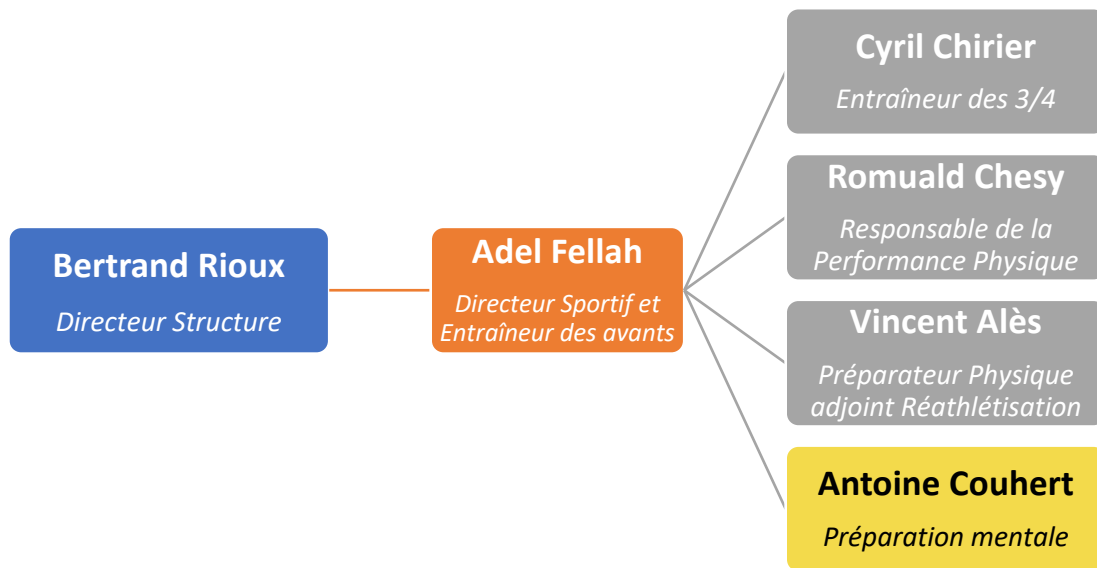 Cyril Chirier
Entraîneur des 3/4
Romuald Chesy
Responsable de la
Performance Physique
Bertrand Rioux
Directeur Structure
Adel Fellah
Directeur Sportif et
Entraîneur des avants
Vincent Alès
Préparateur Physique
adjoint Réathlétisation
Antoine Couhert
Préparation mentale